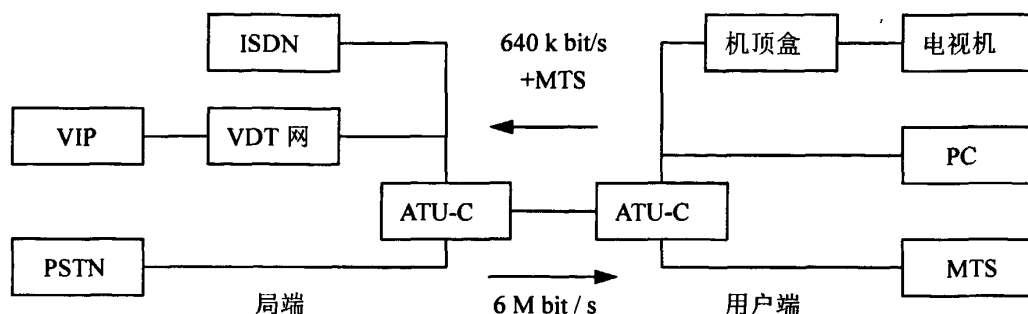 ISDN
640 k bit/s
+MTS
机顶盒
电视机
VIP
VDT 网
PC
ATU-C
ATU-C
PSTN
MTS
局端
6 M bit / s
用户端